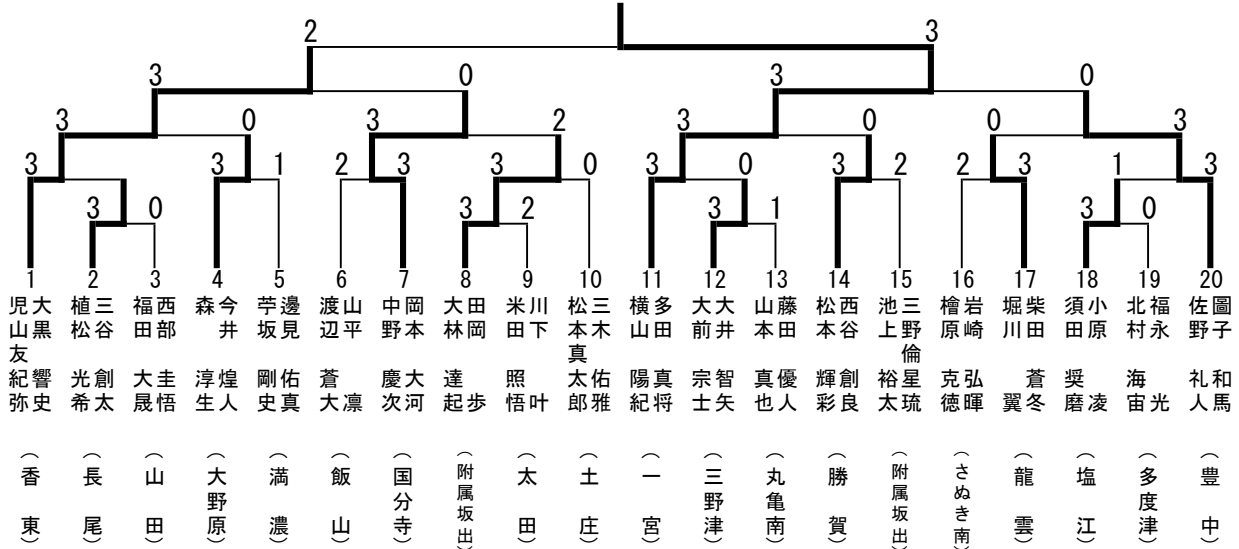 2 3
3 0 3 0
3 0 3 2 3 0 0 3
3 3 1 2 3 3 0 3 0 3 2 2 3 1 3
3 0 3 2 3 1 3 0
1 2 3 4 5 6 7 8 9 10 11 12 13 14 15 16 17 18 19 20
大黒響史
児山友紀弥
(香東)
三谷創太
植松光希
(長尾)
西部圭悟
福田大晟
(山田)
今井煌人
森淳生
(大野原)
邊見佑真
苧坂剛史
(満濃)
山平凛
渡辺蒼大
(飯山)
岡本大河
中野慶次
(国分寺)
田岡歩
大林達起
(附属坂出)
川下叶
米田照悟
(太田)
三木佑雅
松本真太郎
(土庄)
多田真将
横山陽紀
(一宮)
大井智矢
大前宗士
(三野津)
藤田優人
山本真也
(丸亀南)
西谷創良
松本輝彩
(勝賀)
三野倫星琉
池上裕太
(附属坂出)
岩崎弘暉
檜原克徳
(さぬき南)
柴田蒼冬
堀川翼
(龍雲)
小原凌
須田奨磨
(塩江)
福永光
北村海宙
(多度津)
圖子和馬
佐野礼人
(豊中)